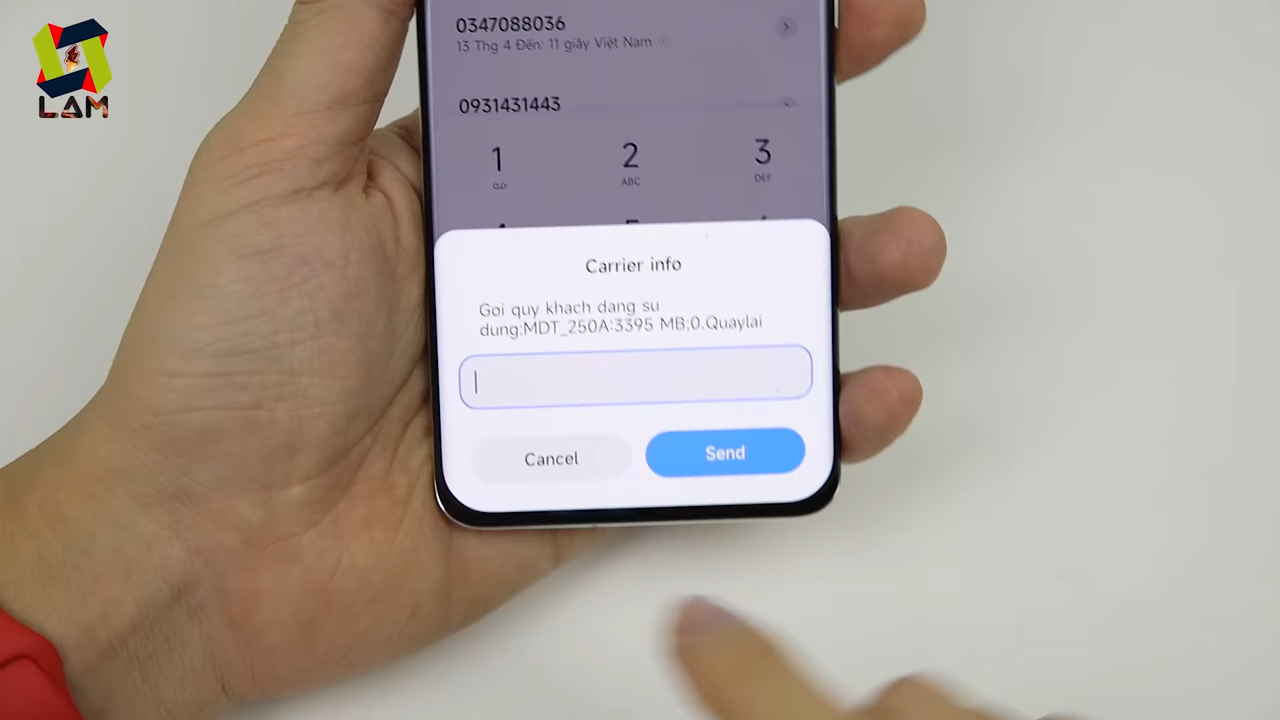 LAM
0347088036
13 Thg 4 Đến: 11 giây Việt Nam
0931431443
1 2 3
ABC DEF
Carrier info
Goi quy khach dang su
dung:MDT_250A:3395 MB;0.Quaylai
Cancel Send